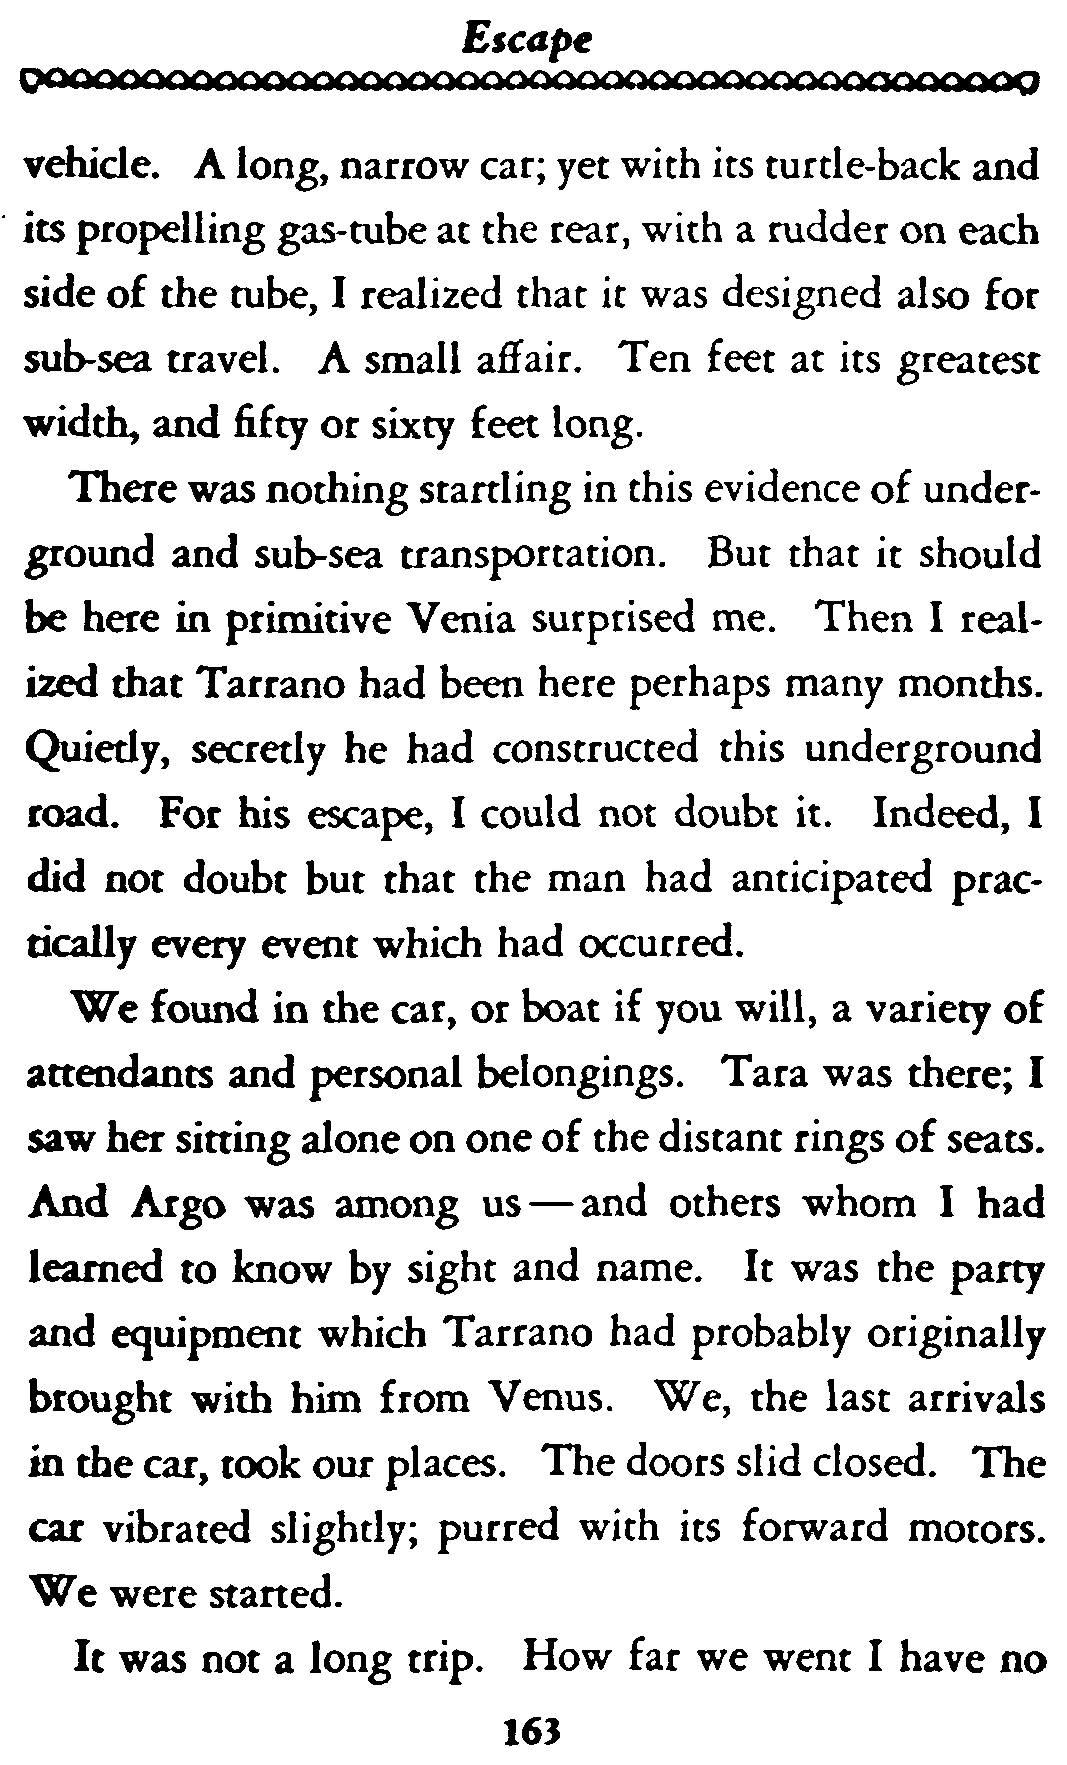 Escape
vehicle. A long, narrow car; yet with its turtle-back and
its propelling gas-tube at the rear, with a rudder on each
side of the tube, I realized that it was designed also for
sub-sea travel. A small affair. Ten feet at its greatest
width, and fifty or sixty feet long.
There was nothing startling in this evidence of under-
ground and sub-sea transportation. But that it should
be here in primitive Venia surprised me. Then I real-
ized that Tarrano had been here perhaps many months.
Quietly, secretly he had constructed this underground
road. For his escape, I could not doubt it. Indeed, I
did not doubt but that the man had anticipated prac-
tically every event which had occurred.
We found in the car, or boat if you will, a variety of
attendants and personal belongings. Tara was there; I
saw her sitting alone on one of the distant rings of seats.
And Argo was among us—and others whom I had
learned to know by sight and name. It was the party
and equipment which Tarrano had probably originally
brought with him from Venus. We, the last arrivals
in the car, took our places. The doors slid closed. The
car vibrated slightly; purred with its forward motors.
We were started.
It was not a long trip. How far we went I have no
163